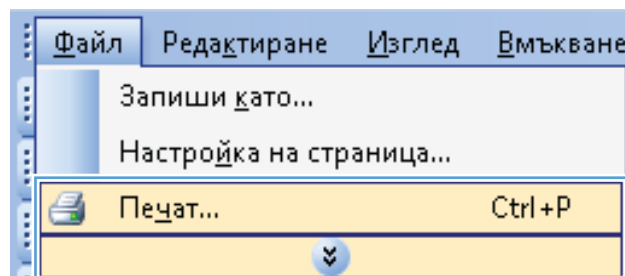 Файл Редактиране Изглед Вмъкване
Запиши като...
Настройка на страница...
Печат... Ctrl+P